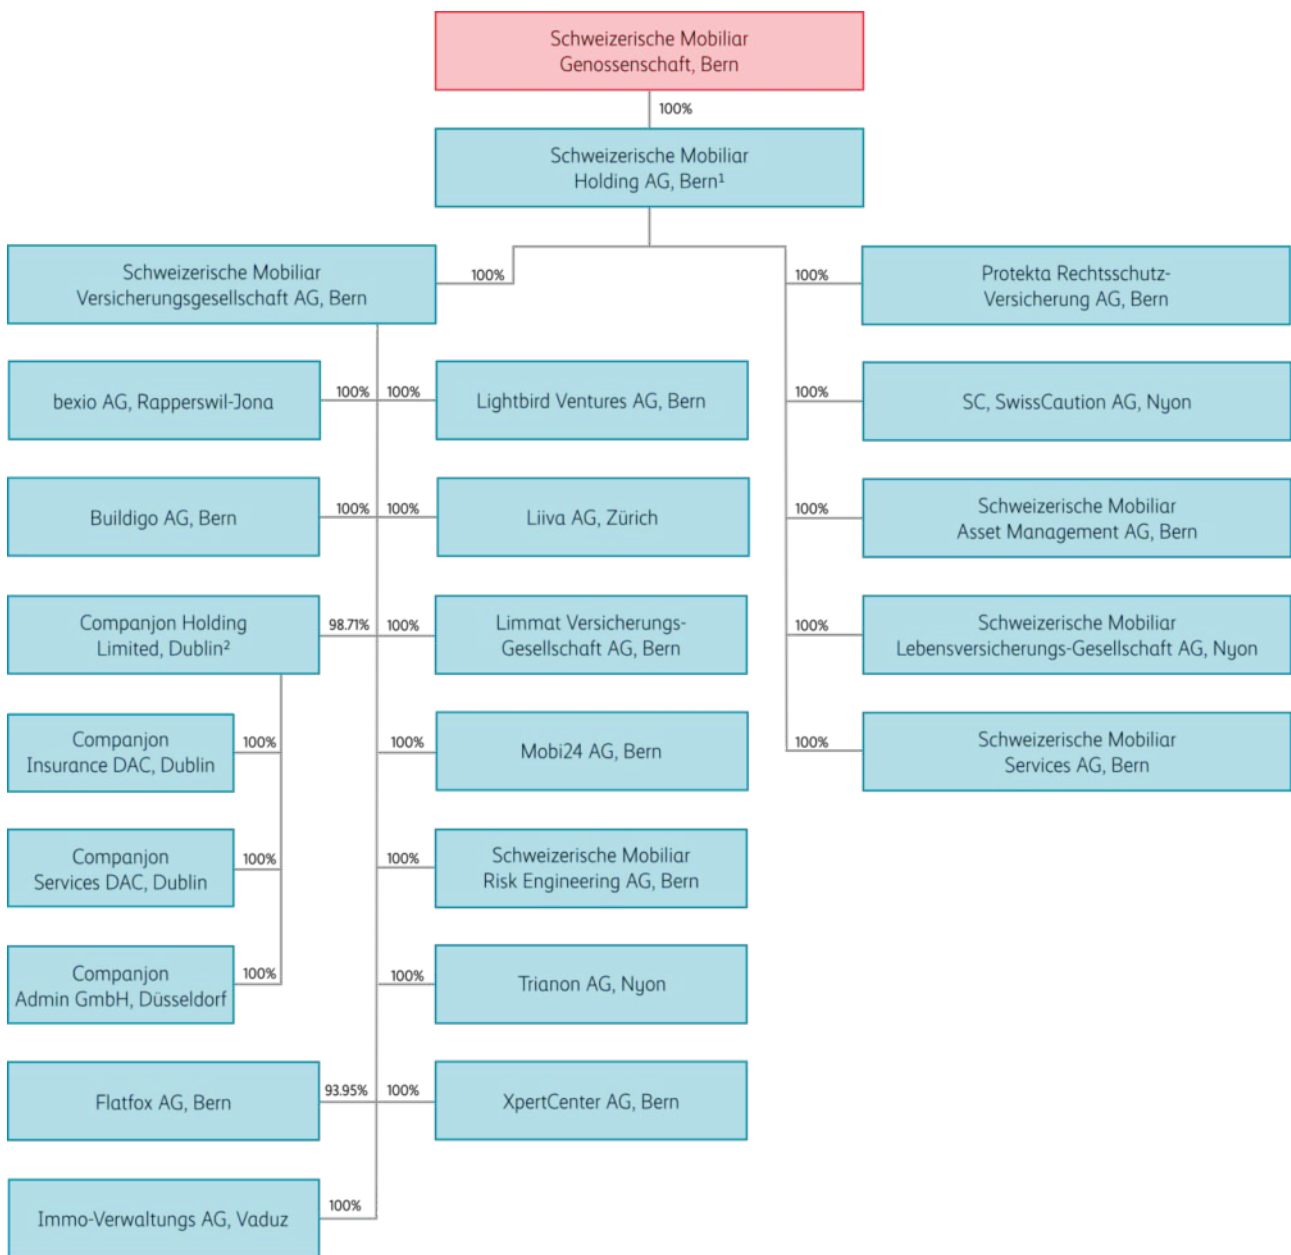 Schweizerische Mobiliar
Genossenschaft, Bern
100%
Schweizerische Mobiliar
Holding AG, Bern¹
Schweizerische Mobiliar
Versicherungsgesellschaft AG, Bern
100%
100%
Protekta Rechtsschutz-
Versicherung AG, Bern
bexio AG, Rapperswil-Jona
100%
100%
Lightbird Ventures AG, Bern
100%
SC, SwissCaution AG, Nyon
Buildigo AG, Bern
100%
100%
Liiva AG, Zürich
100%
Schweizerische Mobiliar
Asset Management AG, Bern
Companjon Holding
Limited, Dublin²
98.71%
100%
Limmat Versicherungs-
Gesellschaft AG, Bern
100%
Schweizerische Mobiliar
Lebensversicherungs-Gesellschaft AG, Nyon
Companjon
Insurance DAC, Dublin
100%
100%
Mobi24 AG, Bern
100%
Schweizerische Mobiliar
Services AG, Bern
Companjon
Services DAC, Dublin
100%
100%
Schweizerische Mobiliar
Risk Engineering AG, Bern
Companjon
Admin GmbH, Düsseldorf
100%
100%
Trianon AG, Nyon
Flatfox AG, Bern
93.95%
100%
XpertCenter AG, Bern
Immo-Verwaltungs AG, Vaduz
100%